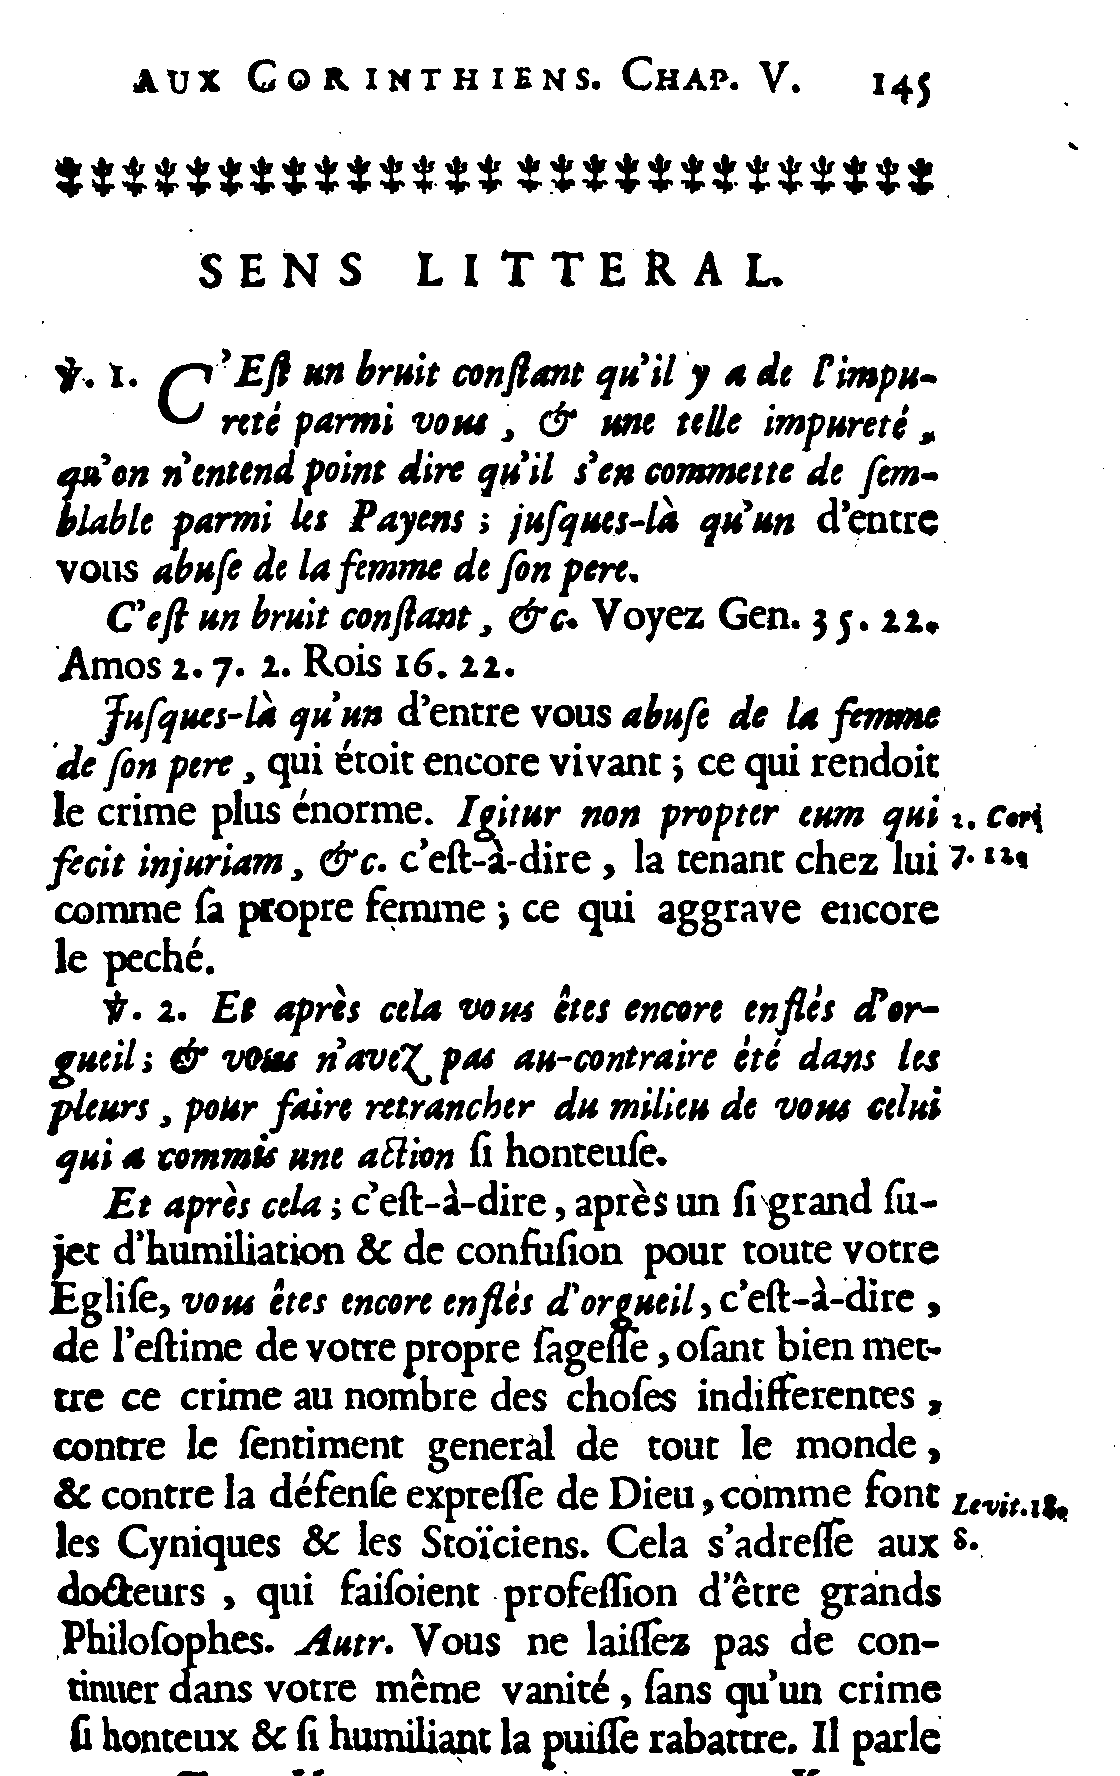 AUX CORINTHIENS. CHAP. V. 145
SENS LITTERAL.
℣. 1. C'Eſt un bruit conſtant qu'il y a de l'impu-
reté parmi vous, & une telle impureté,
qu'on n'entend point dire qu'il s'en commette de ſem-
blable parmi les Payens; juſques-là qu'un d'entre
vous abuſe de la femme de ſon pere.
C'eſt un bruit conſtant, &c. Voyez Gen. 35. 22.
Amos 2. 7. 2. Rois 16. 22.
Juſques-là qu'un d'entre vous abuſe de la femme
de ſon pere, qui étoit encore vivant; ce qui rendoit
le crime plus énorme. Igitur non propter eum qui
fecit injuriam, &c. c'eſt-à-dire, la tenant chez lui
2. Cor.
7. 12.
comme ſa propre femme; ce qui aggrave encore
le peché.
℣. 2. Et après cela vous êtes encore enflés d'or-
gueil; & vous n'avez pas au-contraire été dans les
pleurs, pour faire retrancher du milieu de vous celui
qui a commis une action ſi honteuſe.
Et après cela; c'eſt-à-dire, après un ſi grand ſu-
jet d'humiliation & de confuſion pour toute votre
Egliſe, vous êtes encore enflés d'orgueil, c'eſt-à-dire,
de l'eſtime de votre propre ſageſſe, oſant bien met-
tre ce crime au nombre des choſes indifferentes,
contre le ſentiment general de tout le monde,
& contre la défenſe expreſſe de Dieu, comme font
les Cyniques & les Stoïciens. Cela s'adreſſe aux
Levit. 18.
8.
docteurs, qui faiſoient profeſſion d'être grands
Philoſophes. Autr. Vous ne laiſſez pas de con-
tinuer dans votre même vanité, ſans qu'un crime
ſi honteux & ſi humiliant la puiſſe rabattre. Il parle